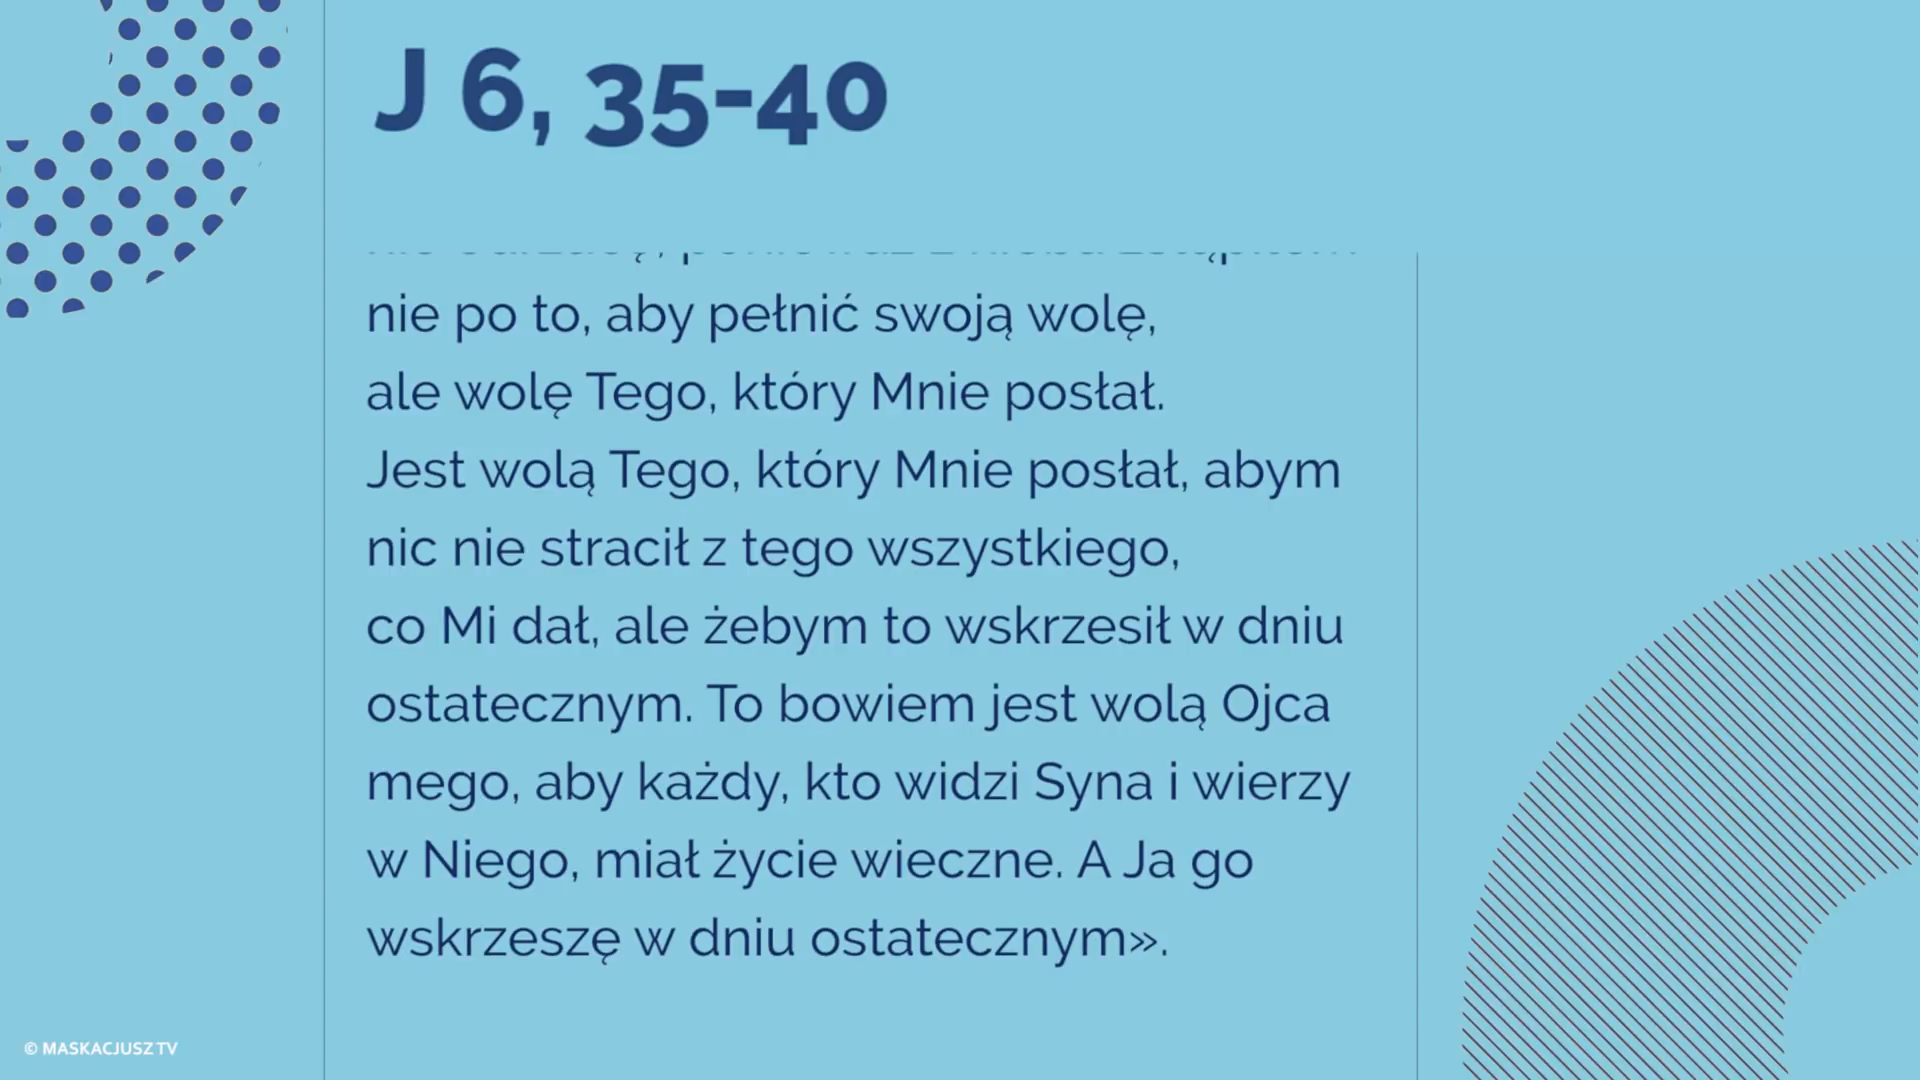 J 6, 35-40
nie po to, aby pełnić swoją wolę,
ale wolę Tego, który Mnie posłał.
Jest wolą Tego, który Mnie posłał, abym
nic nie stracił z tego wszystkiego,
co Mi dał, ale żebym to wskrzesił w dniu
ostatecznym. To bowiem jest wolą Ojca
mego, aby każdy, kto widzi Syna i wierzy
w Niego, miał życie wieczne. A Ja go
wskrzeszę w dniu ostatecznym».
© MASKACJUSZ TV